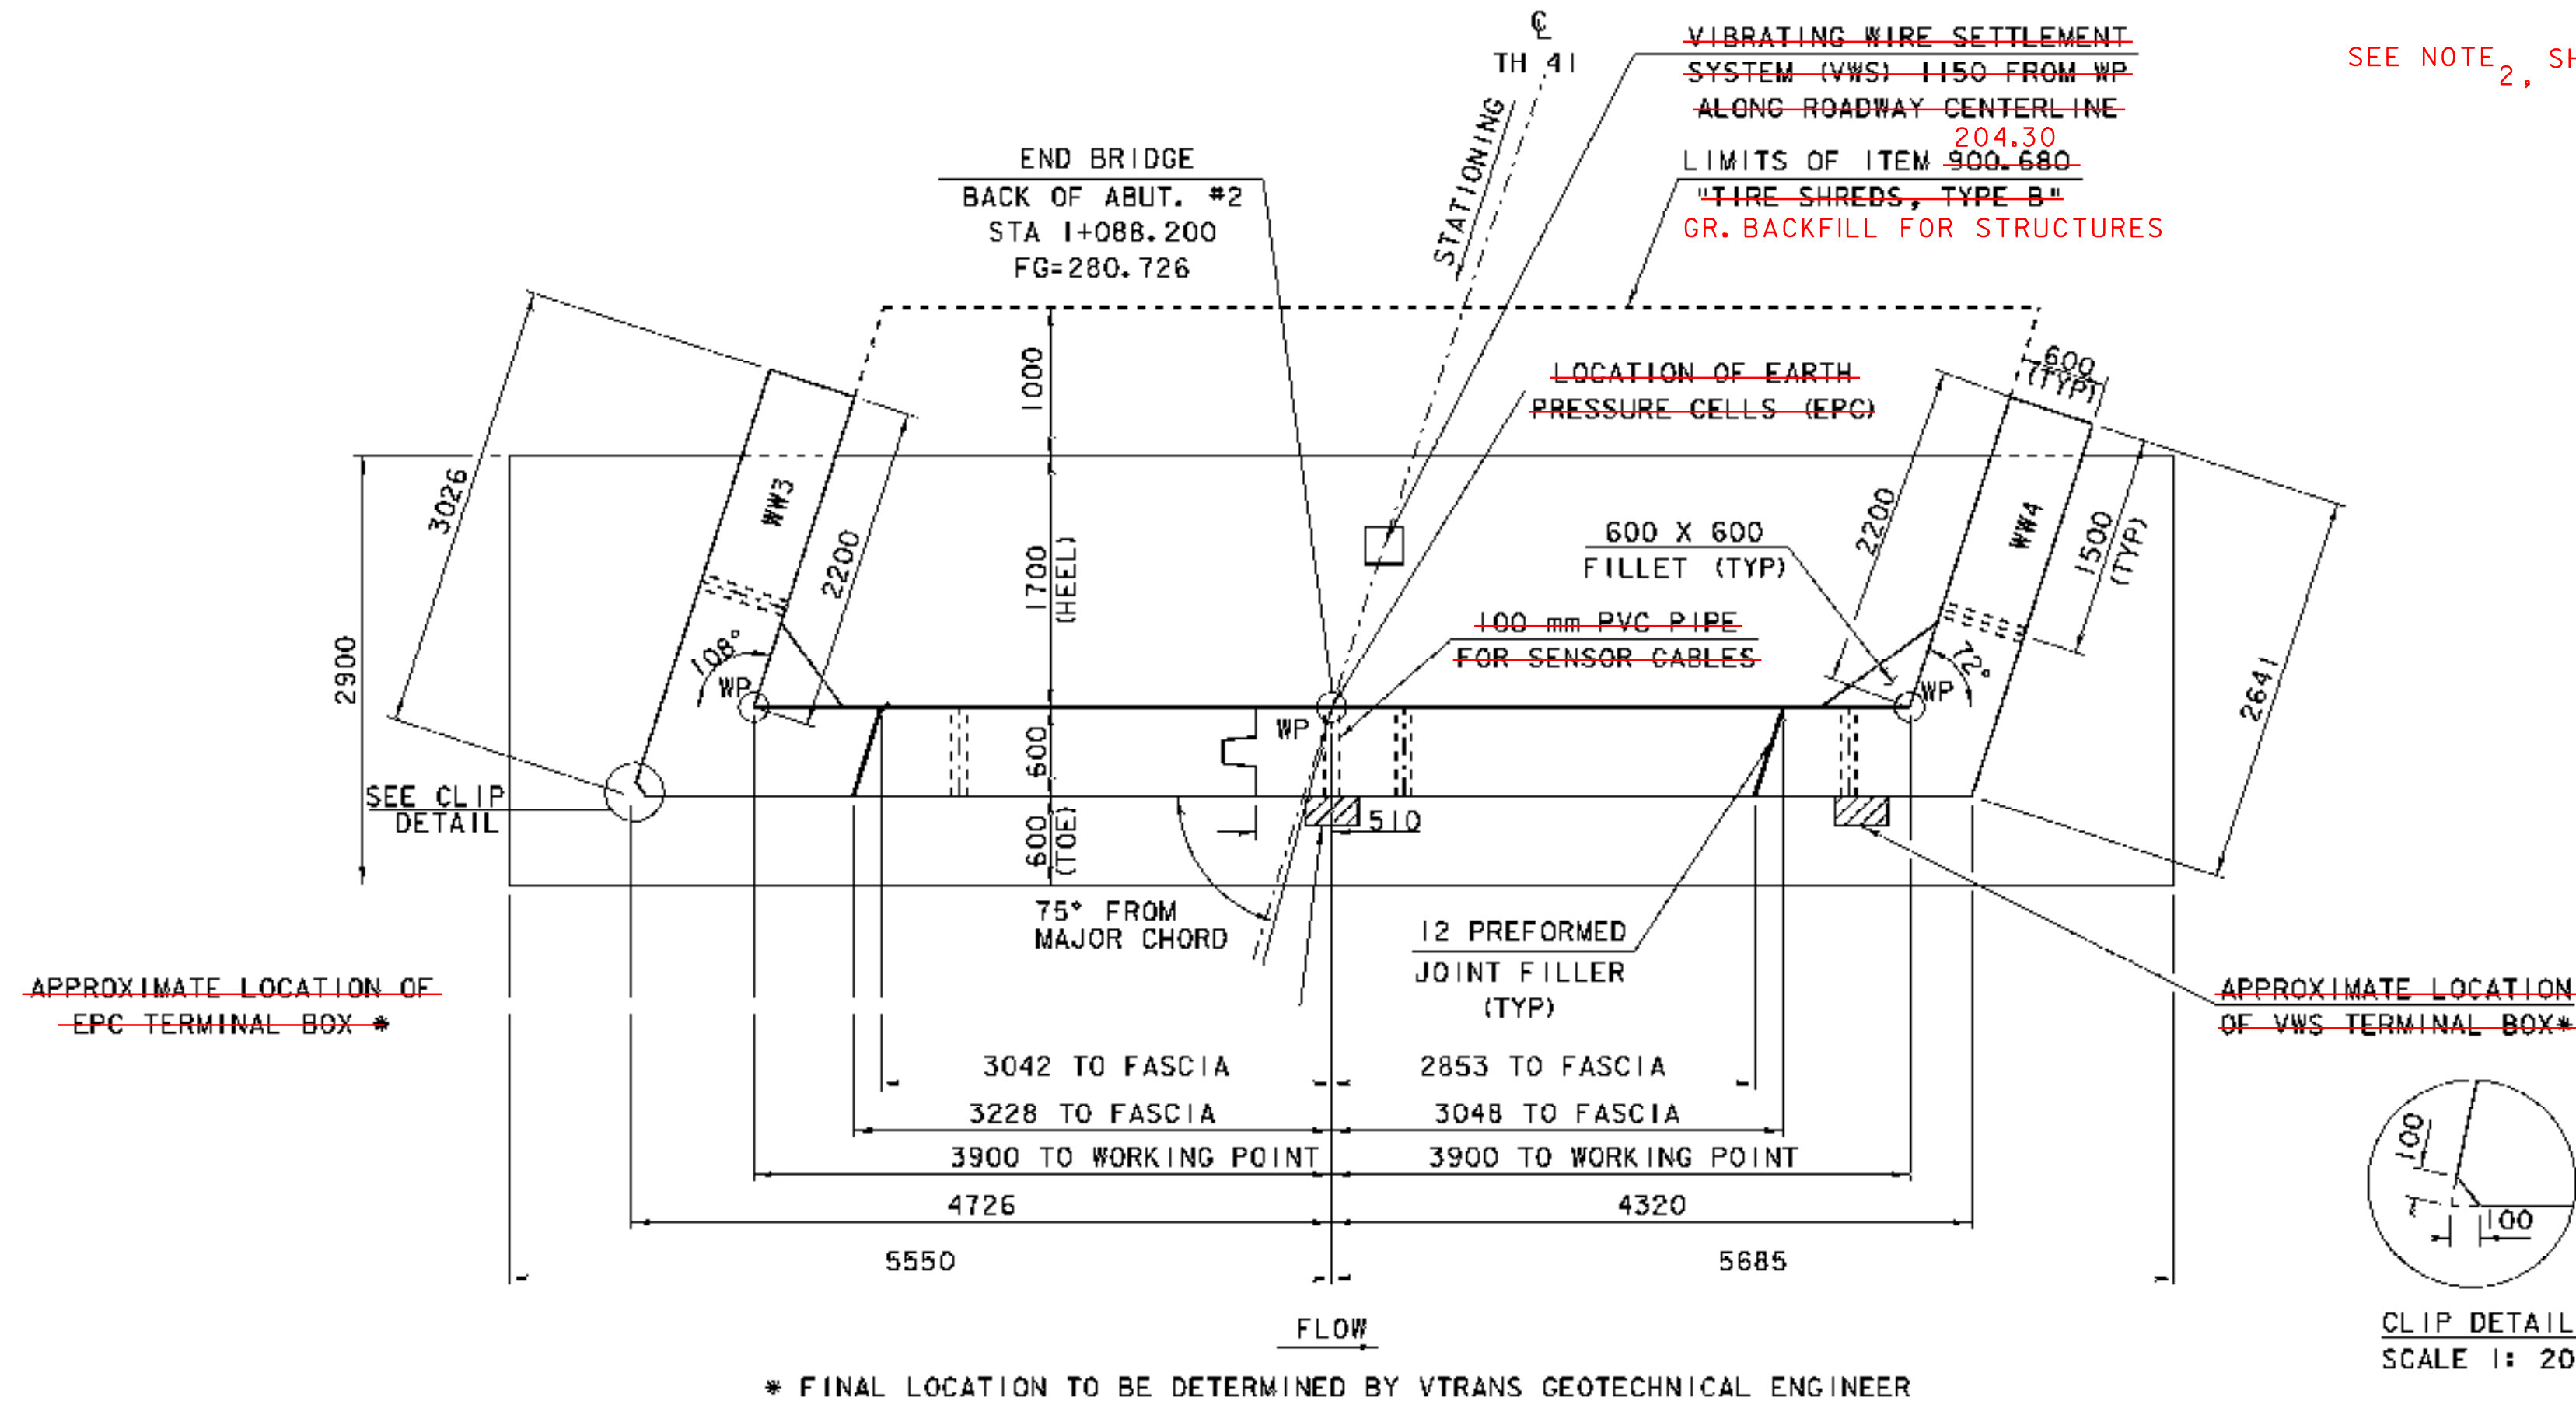 ℄
TH 41
STATIONING
VIBRATING WIRE SETTLEMENT
SYSTEM (VWS) 1150 FROM WP
ALONG ROADWAY CENTERLINE
204.30
LIMITS OF ITEM 900.680
"TIRE SHREDS, TYPE B"
GR. BACKFILL FOR STRUCTURES
SEE NOTE 2,
END BRIDGE
BACK OF ABUT. #2
STA 1+088.200
FG=280.726
LOCATION OF EARTH
PRESSURE CELLS (EPC)
600
(TYP)
1000
3026
WW3
2200
2900
108°
WP
1700
(HEEL)
600 X 600
FILLET (TYP)
2200
WW4
1500
(TYP)
72°
WP
2641
100 mm PVC PIPE
FOR SENSOR CABLES
WP
600
SEE CLIP
DETAIL
600
(TOE)
510
75° FROM
MAJOR CHORD
12 PREFORMED
JOINT FILLER
(TYP)
APPROXIMATE LOCATION OF
EPC TERMINAL BOX *
APPROXIMATE LOCATION
OF VWS TERMINAL BOX*
3042 TO FASCIA
2853 TO FASCIA
3228 TO FASCIA
3048 TO FASCIA
3900 TO WORKING POINT
3900 TO WORKING POINT
4726
4320
5550
5685
100
100
CLIP DETAIL
SCALE 1: 20
FLOW
* FINAL LOCATION TO BE DETERMINED BY VTRANS GEOTECHNICAL ENGINEER